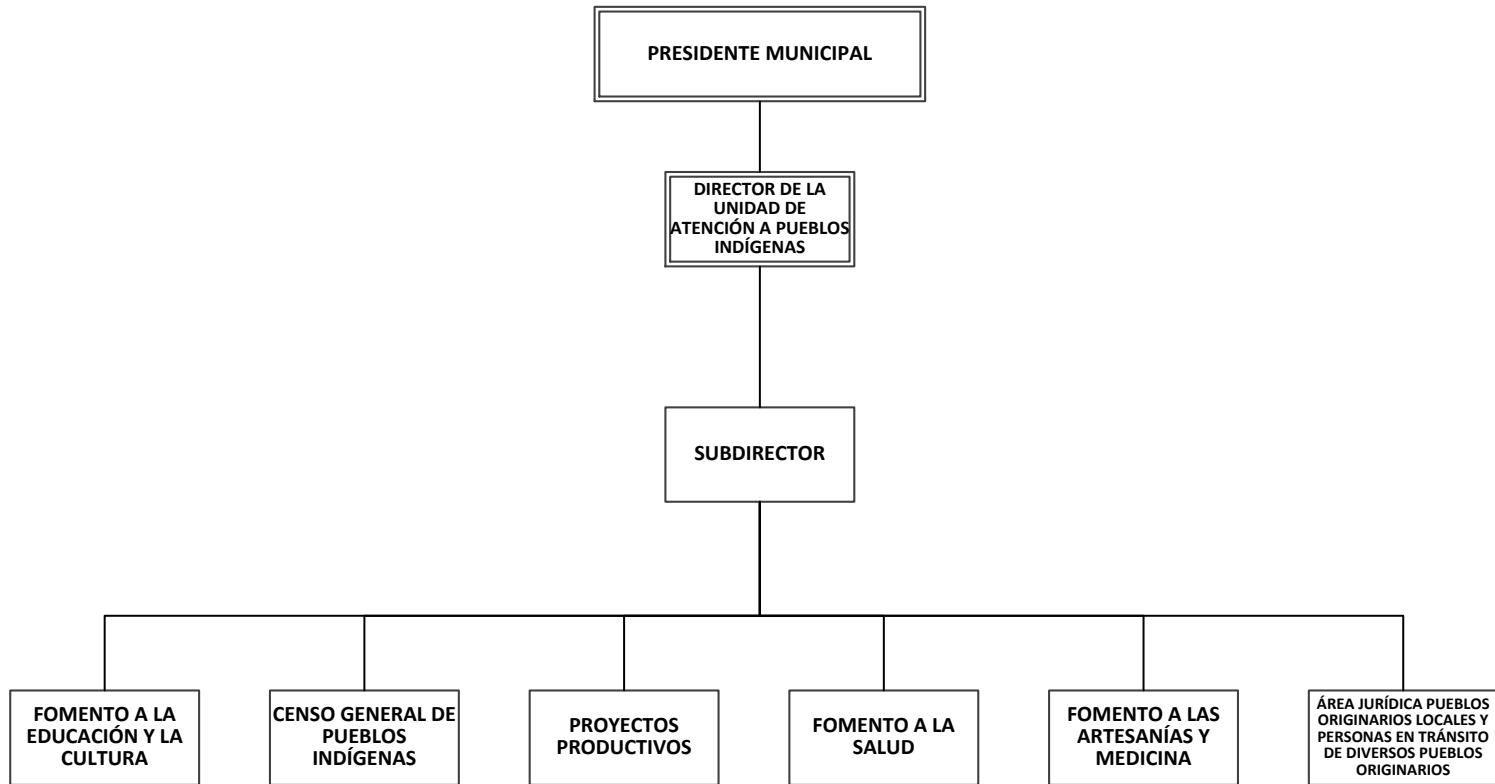 PRESIDENTE MUNICIPAL
DIRECTOR DE LA
UNIDAD DE
ATENCIÓN A PUEBLOS
INDÍGENAS
SUBDIRECTOR
FOMENTO A LA
EDUCACIÓN Y LA
CULTURA
CENSO GENERAL DE
PUEBLOS
INDÍGENAS
PROYECTOS
PRODUCTIVOS
FOMENTO A LA
SALUD
FOMENTO A LAS
ARTESANÍAS Y
MEDICINA
ÁREA JURÍDICA PUEBLOS
ORIGINARIOS LOCALES Y
PERSONAS EN TRÁNSITO
DE DIVERSOS PUEBLOS
ORIGINARIOS